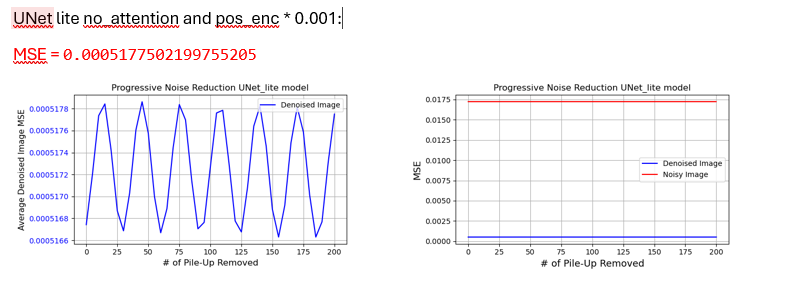 UNet lite no_attention and pos_enc * 0.001:
MSE = 0.0005177502199755205
Progressive Noise Reduction UNet_lite model
Denoised Image
Average Denoised Image MSE
0.0005178
0.0005176
0.0005174
0.0005172
0.0005170
0.0005168
0.0005166
0 25 50 75 100 125 150 175 200
# of Pile-Up Removed
Progressive Noise Reduction UNet_lite model
Denoised Image
Noisy Image
MSE
0.0175
0.0150
0.0125
0.0100
0.0075
0.0050
0.0025
0.0000
0 25 50 75 100 125 150 175 200
# of Pile-Up Removed